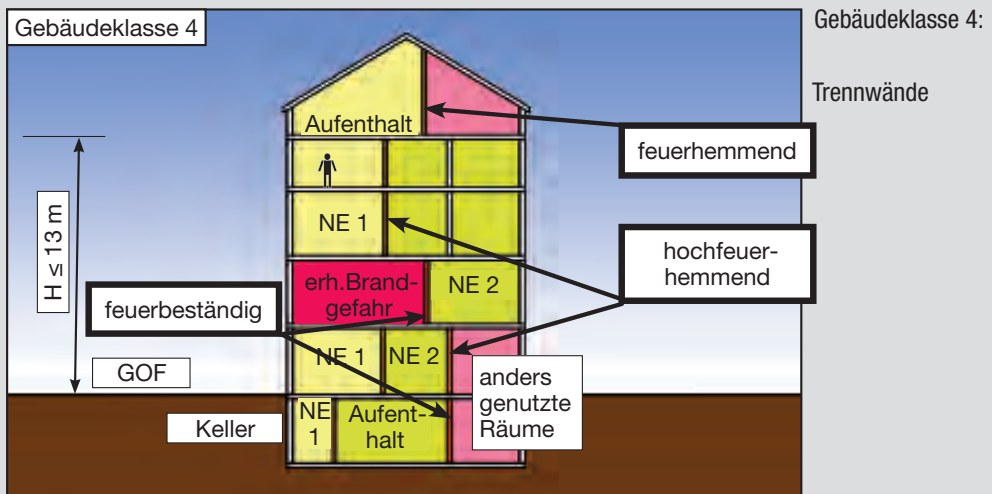 Gebäudeklasse 4
Gebäudeklasse 4:
Trennwände
Aufenthalt
feuerhemmend
H ≤ 13 m
NE 1
hochfeuer-
hemmend
erh.Brand-
gefahr
NE 2
feuerbeständig
NE 1
NE 2
GOF
anders
genutzte
Räume
Keller
NE
1
Aufent-
halt